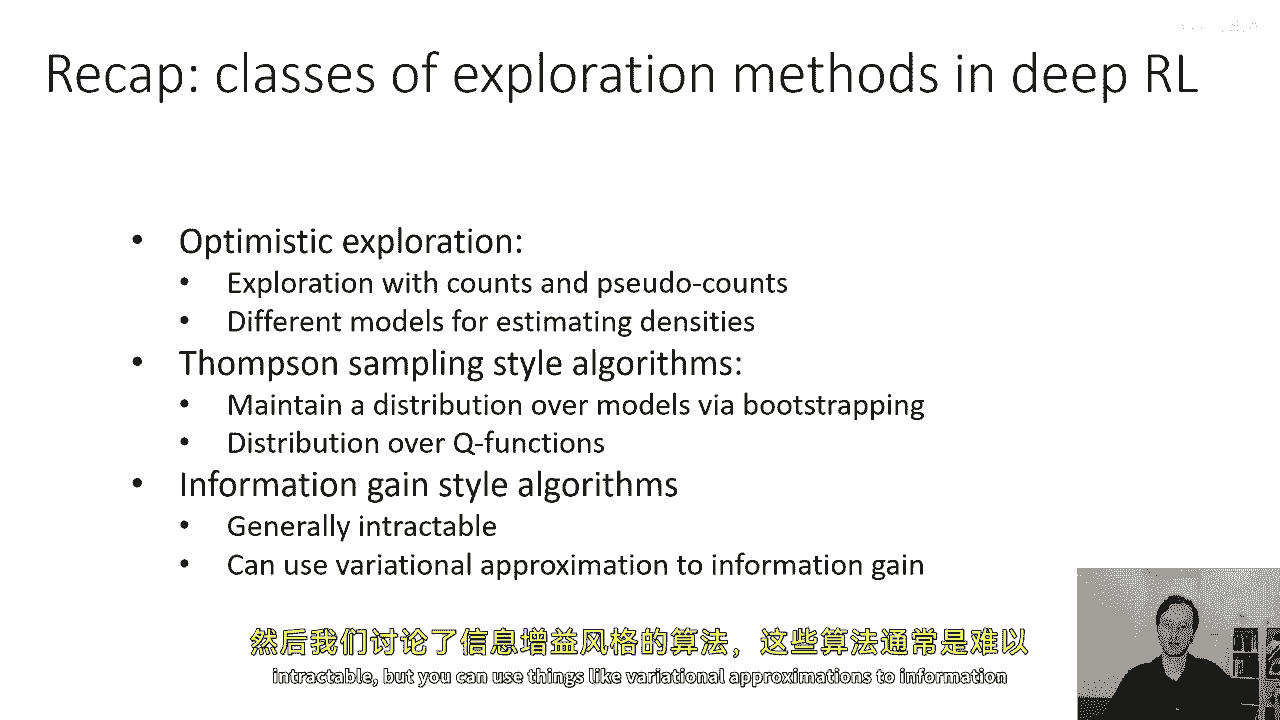 Recap: classes of exploration methods in deep RL
• Optimistic exploration:
• Exploration with counts and pseudo-counts
• Different models for estimating densities
• Thompson sampling style algorithms:
• Maintain a distribution over models via bootstrapping
• Distribution over Q-functions
• Information gain style algorithms
• Generally intractable
• Can use variational approximation to information gain
然后我们讨论了信息增益风格的算法，这些算法通常是难以
intractable, but you can use things like variational approximations to information